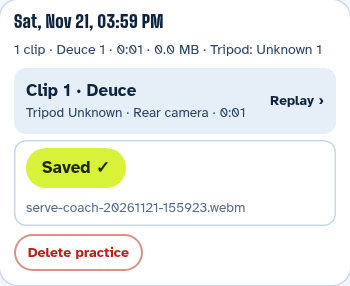 Sat, Nov 21, 03:59 PM
1 clip · Deuce 1 · 0:01 · 0.0 MB · Tripod: Unknown 1
Clip 1 · Deuce
Replay ›
Tripod Unknown · Rear camera · 0:01
Saved ✓
serve-coach-20261121-155923.webm
Delete practice